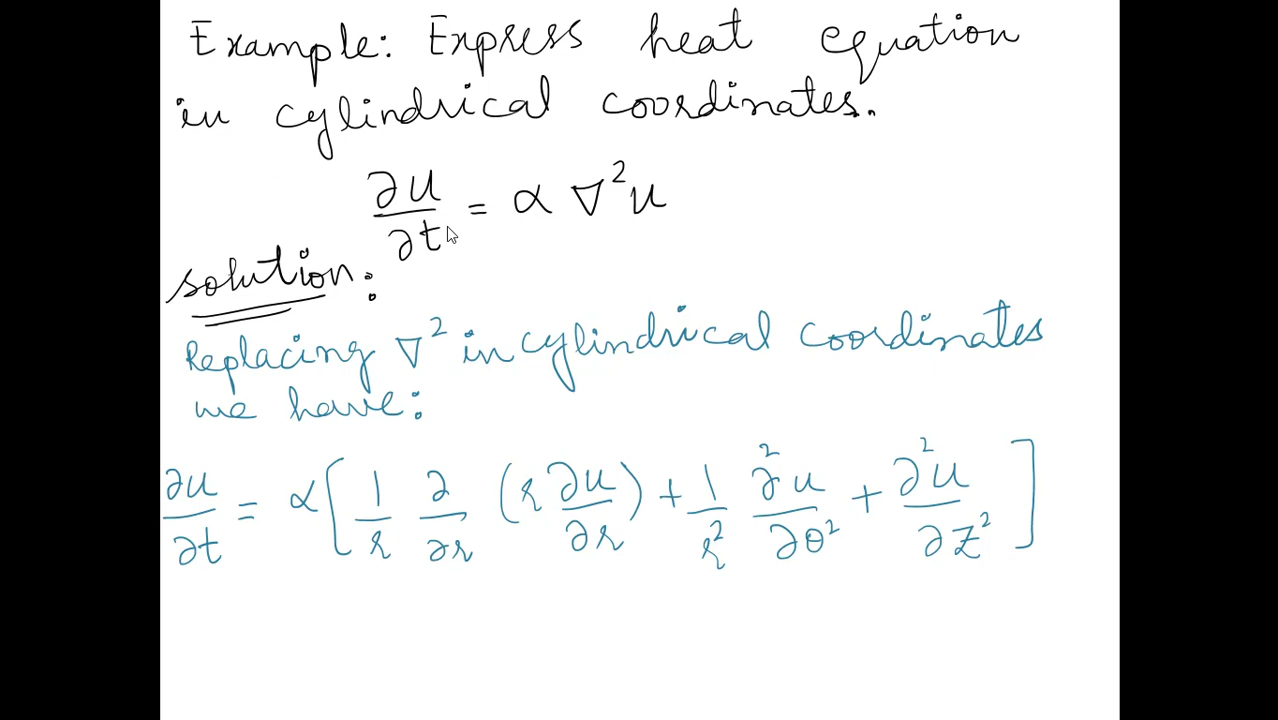 Example: Express heat equation
in cylindrical coordinates.
∂u/∂t = α ∇²u
solution:
Replacing ∇² in cylindrical coordinates
we have:
∂u/∂t = α[1/r ∂/∂r (r ∂u/∂r) + 1/r² ∂²u/∂θ² + ∂²u/∂z²]